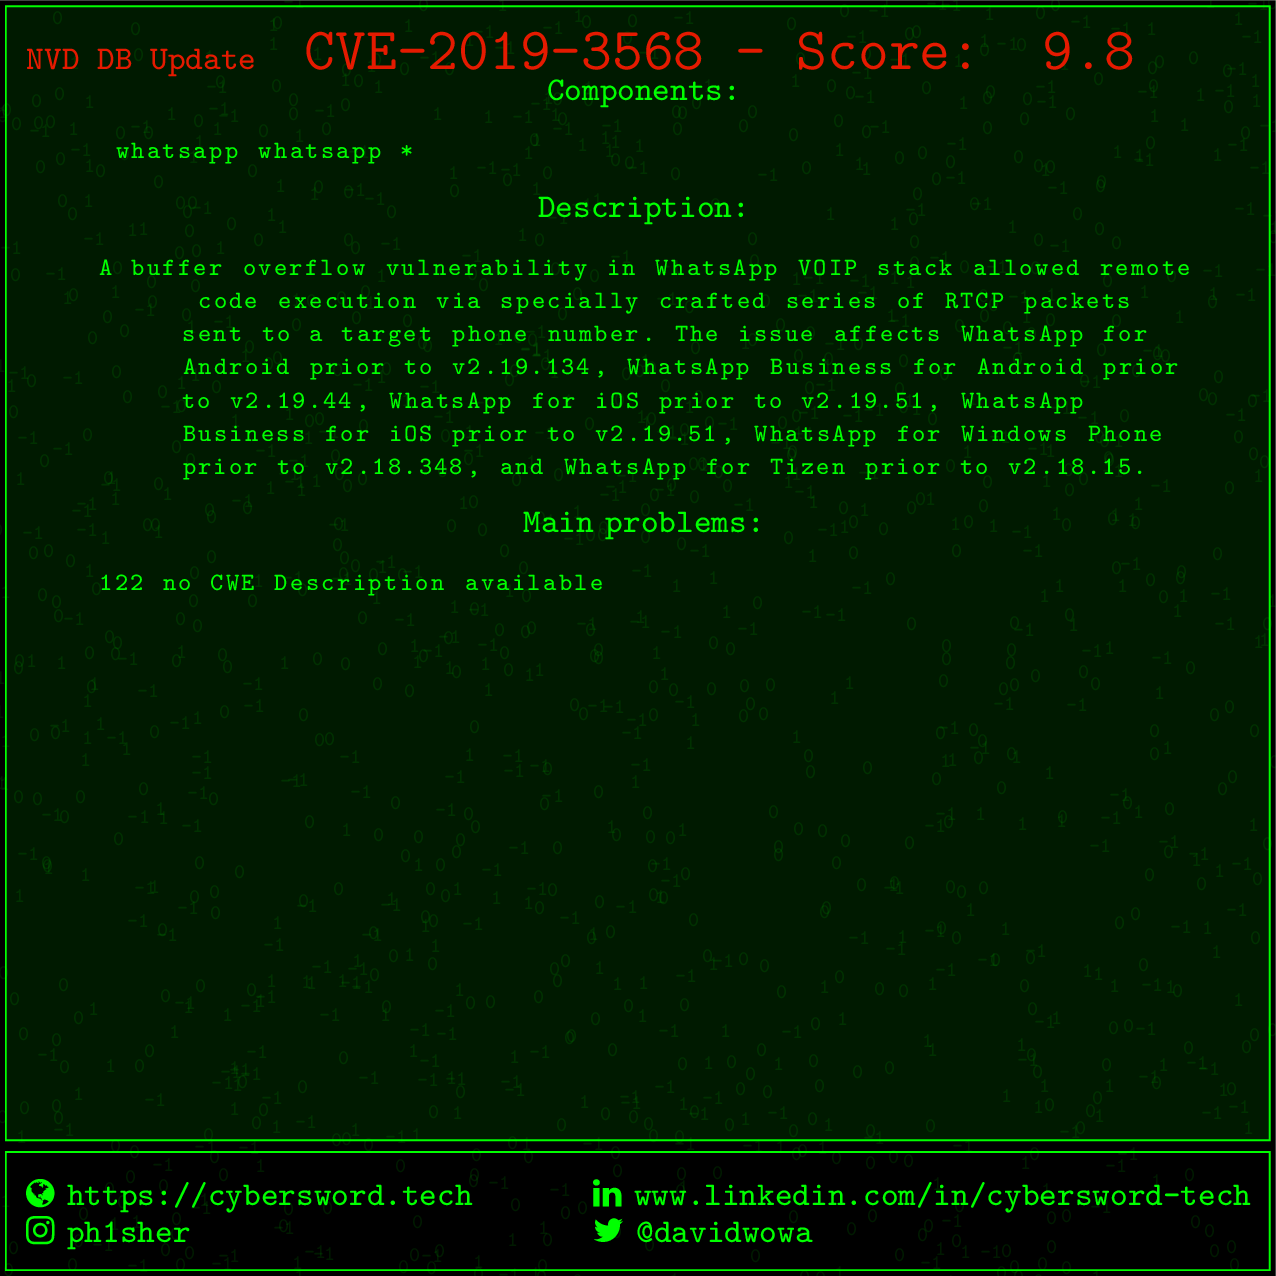 NVD DB Update CVE-2019-3568 - Score: 9.8
Components:
whatsapp whatsapp *
Description:
A buffer overflow vulnerability in WhatsApp VOIP stack allowed remote
code execution via specially crafted series of RTCP packets
sent to a target phone number. The issue affects WhatsApp for
Android prior to v2.19.134, WhatsApp Business for Android prior
to v2.19.44, WhatsApp for iOS prior to v2.19.51, WhatsApp
Business for iOS prior to v2.19.51, WhatsApp for Windows Phone
prior to v2.18.348, and WhatsApp for Tizen prior to v2.18.15.
Main problems:
122 no CWE Description available
https://cybersword.tech www.linkedin.com/in/cybersword-tech
ph1sher @davidwowa